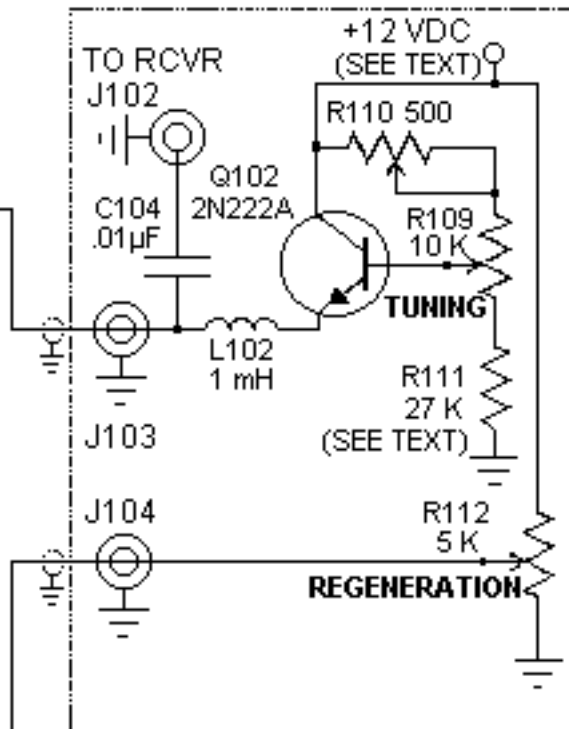 +12 VDC
(SEE TEXT)
TO RCVR
J102
R110 500
Q102
2N222A
C104
.01µF
R109
10 K
TUNING
L102
1 mH
R111
27 K
(SEE TEXT)
J103
J104
R112
5 K
REGENERATION